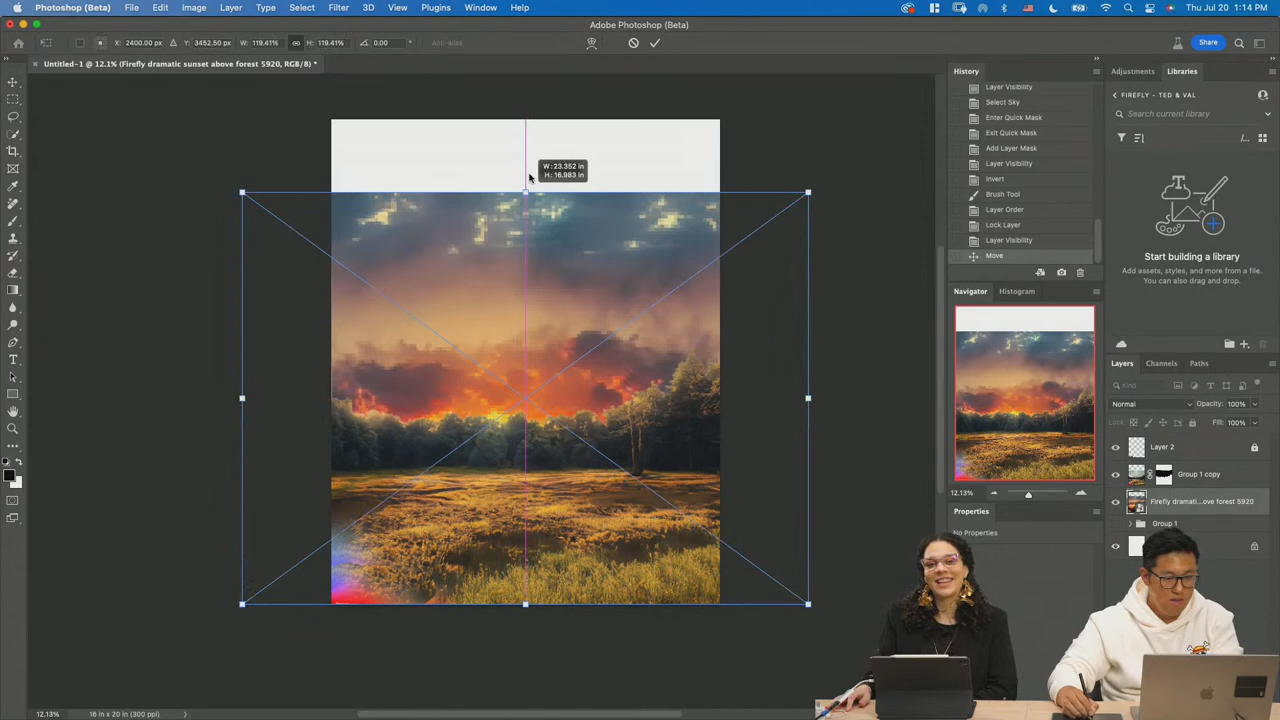 Photoshop (Beta) File Edit Image Layer Type Select Filter 3D View Plugins Window Help Thu Jul 20 1:14 PM
Adobe Photoshop (Beta)
X: 2400.00 px Y: 3452.50 px W: 119.41% H: 119.41% 0.00 ° Anti-alias Share
Untitled-1 @ 12.1% (Firefly dramatic sunset above forest 5920, RGB/8) *
History
Layer Visibility
Select Sky
Enter Quick Mask
Exit Quick Mask
Add Layer Mask
Layer Visibility
Invert
Brush Tool
Layer Order
Lock Layer
Layer Visibility
Move
Adjustments Libraries
FIREFLY - TED & VAL
Search current library
Start building a library
Add assets, styles, and more from a file.
You can also drag and drop.
W: 23.352 in
H: 16.983 in
Navigator Histogram
12.13%
Properties
No Properties
Layers Channels Paths
Kind
Normal Opacity: 100%
Lock: Fill: 100%
Layer 2
Group 1 copy
Firefly dramati...ove forest 5920
Group 1
12.13% 16 in x 20 in (300 ppi)